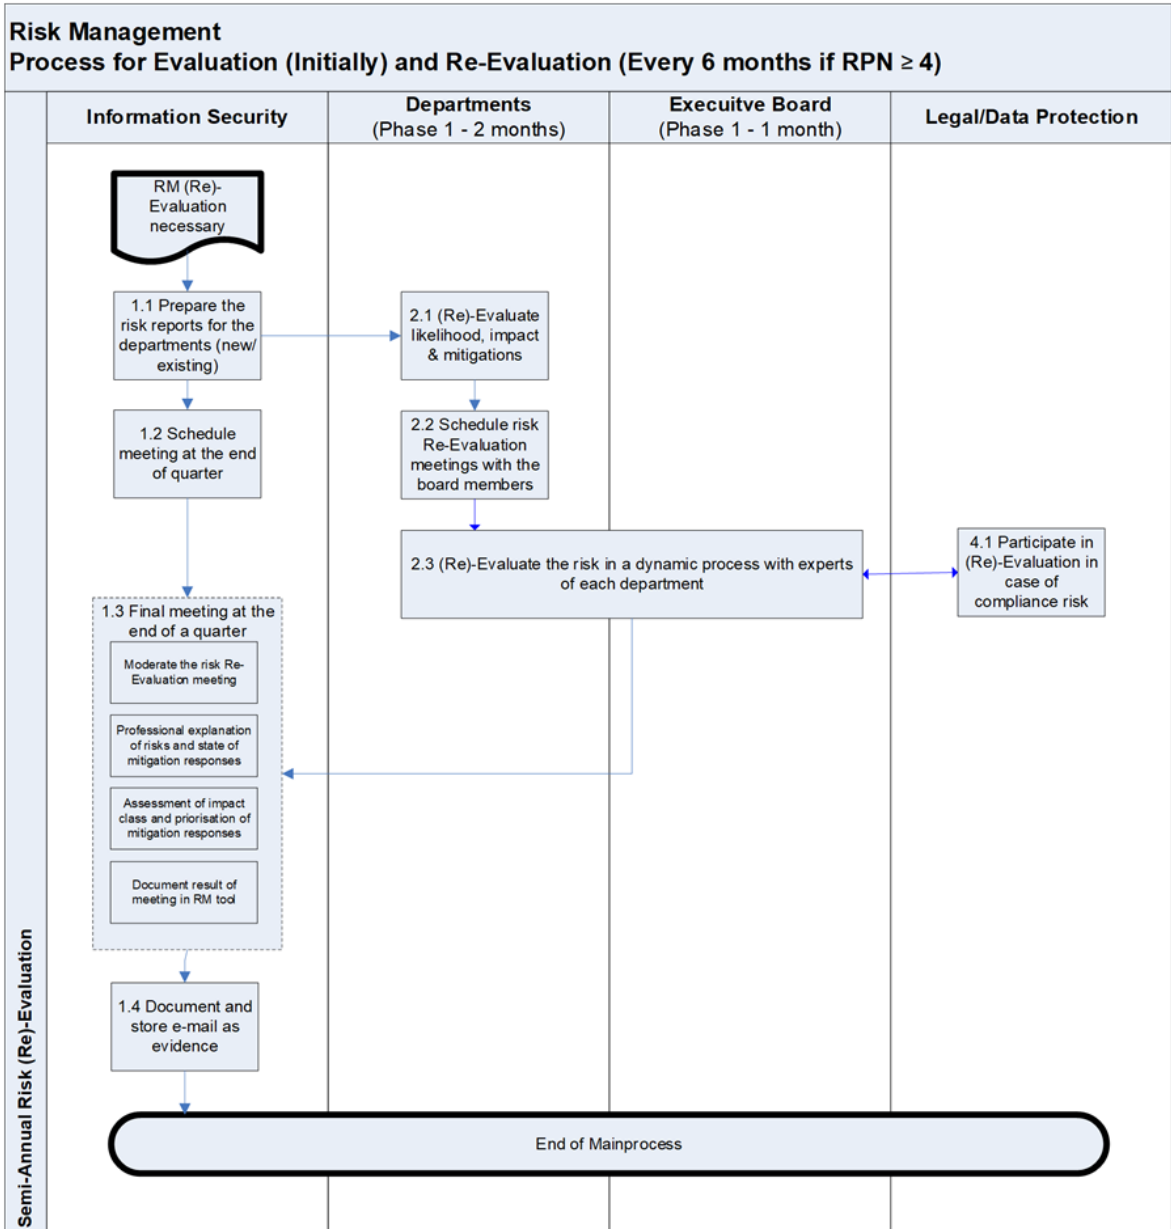 Risk Management
Process for Evaluation (Initially) and Re-Evaluation (Every 6 months if RPN ≥ 4)
Information Security
Departments
(Phase 1 - 2 months)
Execuitve Board
(Phase 1 - 1 month)
Legal/Data Protection
Semi-Annual Risk (Re)-Evaluation
RM (Re)-
Evaluation
necessary
1.1 Prepare the
risk reports for the
departments (new/
existing)
2.1 (Re)-Evaluate
likelihood, impact
& mitigations
1.2 Schedule
meeting at the end
of quarter
2.2 Schedule risk
Re-Evaluation
meetings with the
board members
2.3 (Re)-Evaluate the risk in a dynamic process with experts
of each department
4.1 Participate in
(Re)-Evaluation in
case of
compliance risk
1.3 Final meeting at the
end of a quarter
Moderate the risk Re-
Evaluation meeting
Professional explanation
of risks and state of
mitigation responses
Assessment of impact
class and priorisation of
mitigation responses
Document result of
meeting in RM tool
1.4 Document and
store e-mail as
evidence
End of Mainprocess